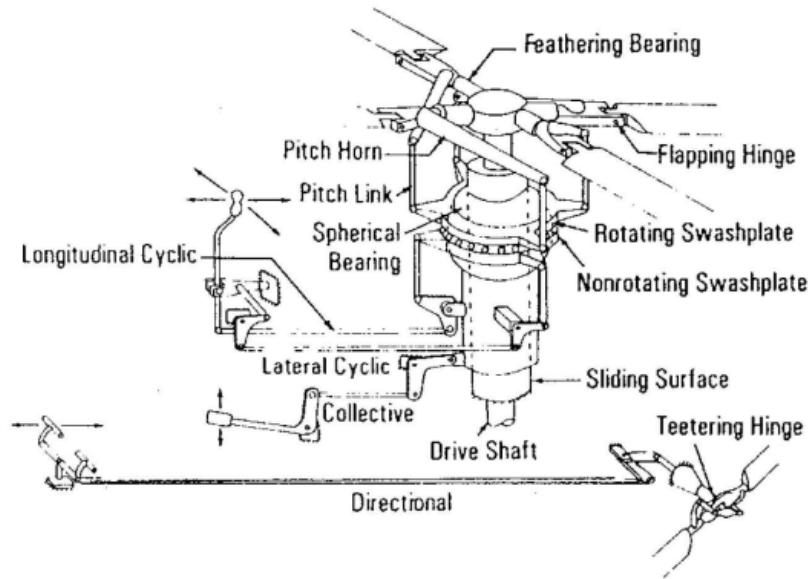 Feathering Bearing
Pitch Horn
Flapping Hinge
Pitch Link
Spherical
Bearing
Rotating Swashplate
Longitudinal Cyclic
Nonrotating Swashplate
Lateral Cyclic
Sliding Surface
Collective
Drive Shaft
Teetering Hinge
Directional